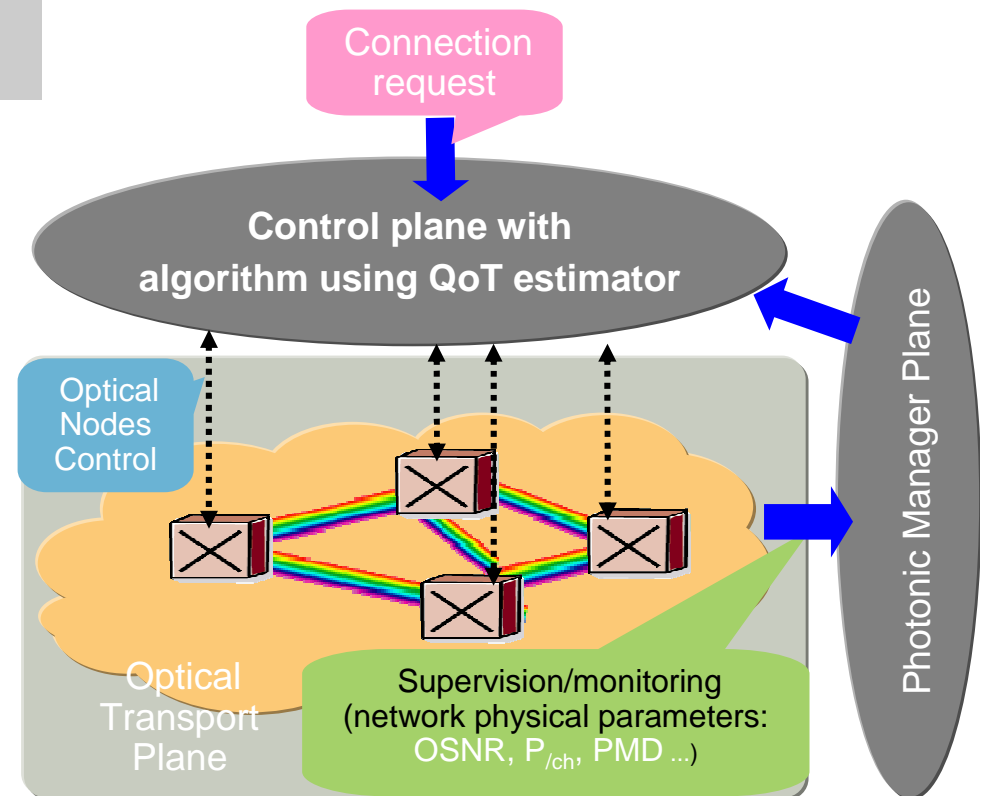 Connection
request
Control plane with
algorithm using QoT estimator
Optical
Nodes
Control
Photonic Manager Plane
Optical
Transport
Plane
Supervision/monitoring
(network physical parameters:
OSNR, P/ch, PMD ...)